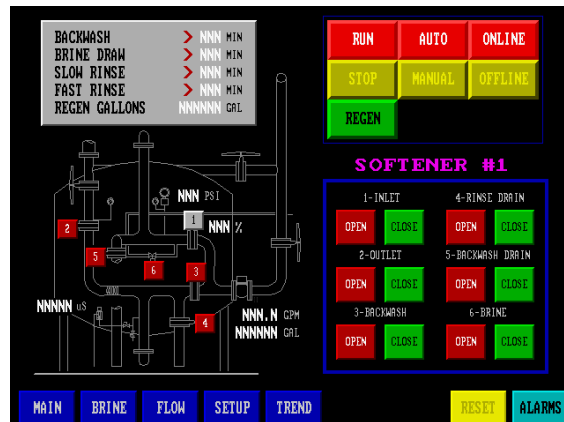 BACKWASH > NNN MIN
BRINE DRAW > NNN MIN
SLOW RINSE > NNN MIN
FAST RINSE > NNN MIN
REGEN GALLONS NNNNNN GAL
RUN AUTO ONLINE
STOP MANUAL OFFLINE
REGEN
SOFTENER #1
NNN PSI
1 NNN %
2
5
6
3
4
NNNNN uS
NNN.N GPM
NNNNNN GAL
1-INLET 4-RINSE DRAIN
OPEN CLOSE OPEN CLOSE
2-OUTLET 5-BACKWASH DRAIN
OPEN CLOSE OPEN CLOSE
3-BACKWASH 6-BRINE
OPEN CLOSE OPEN CLOSE
MAIN BRINE FLOW SETUP TREND RESET ALARMS